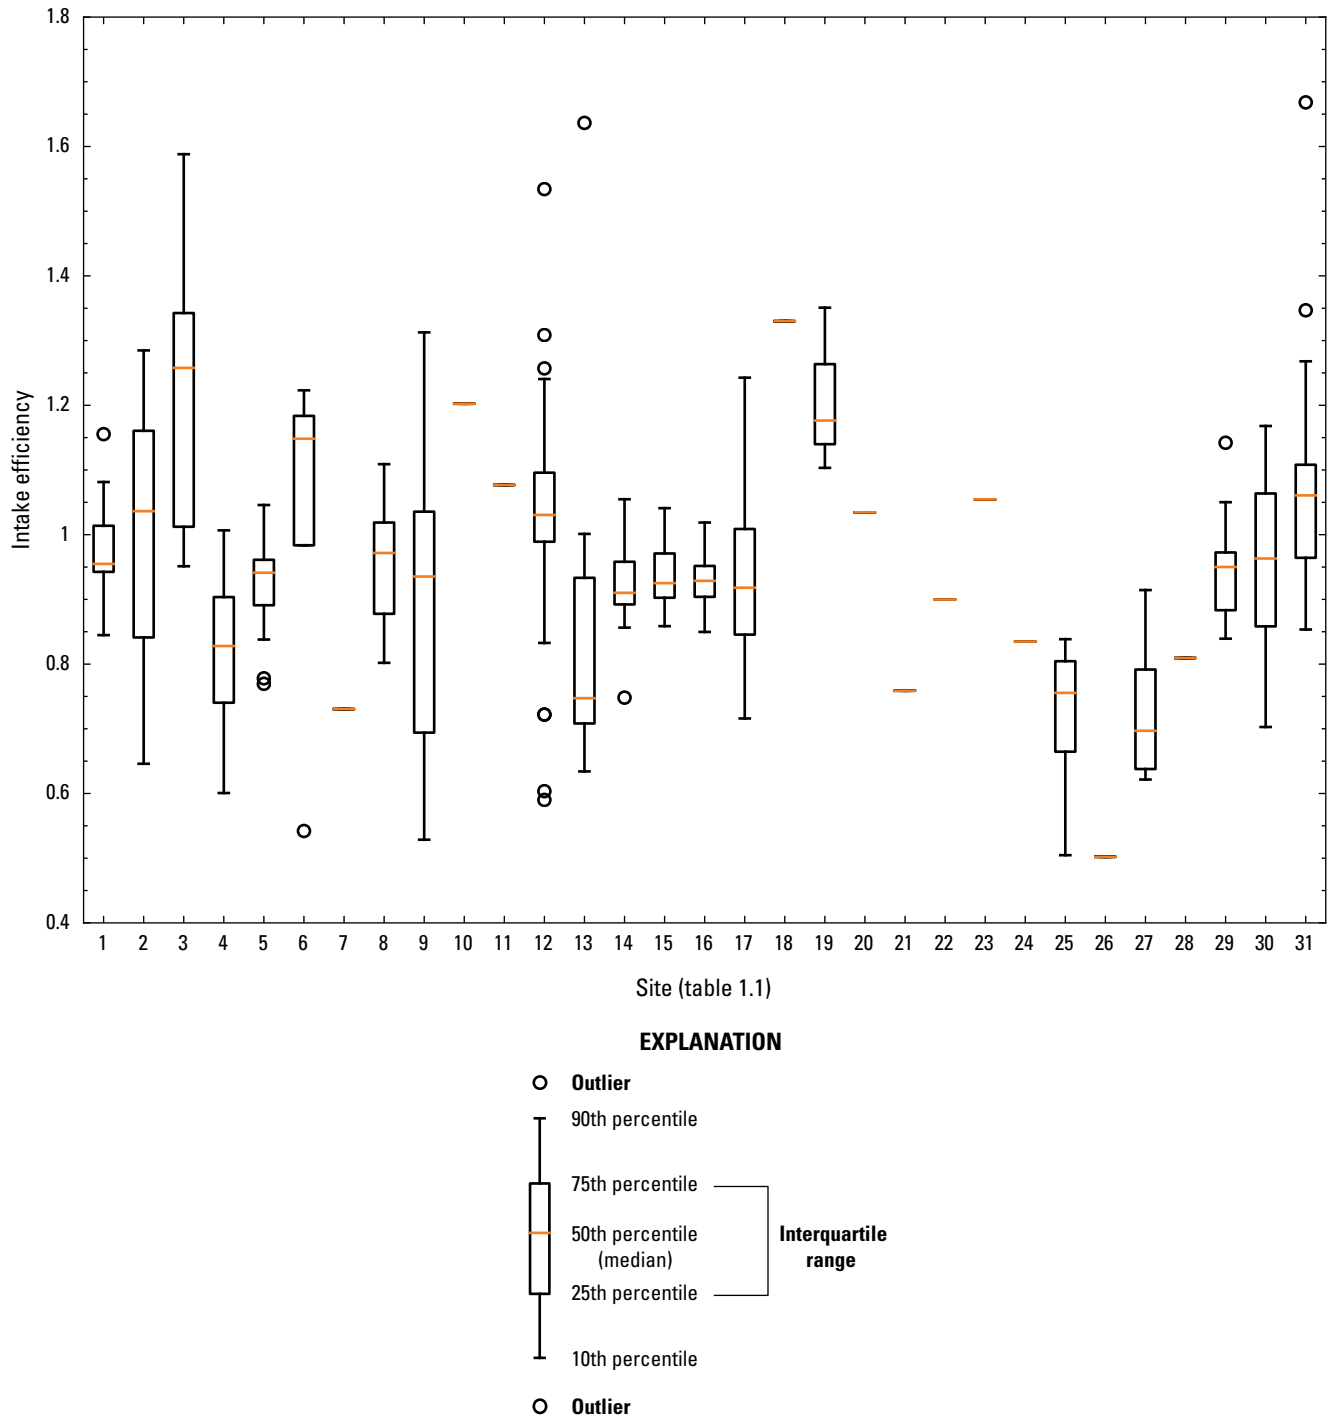 1.8
1.6
1.4
1.2
1
0.8
0.6
0.4
Intake efficiency
1 2 3 4 5 6 7 8 9 10 11 12 13 14 15 16 17 18 19 20 21 22 23 24 25 26 27 28 29 30 31
Site (table 1.1)
EXPLANATION
Outlier
90th percentile
75th percentile
50th percentile
(median)
Interquartile
range
25th percentile
10th percentile
Outlier